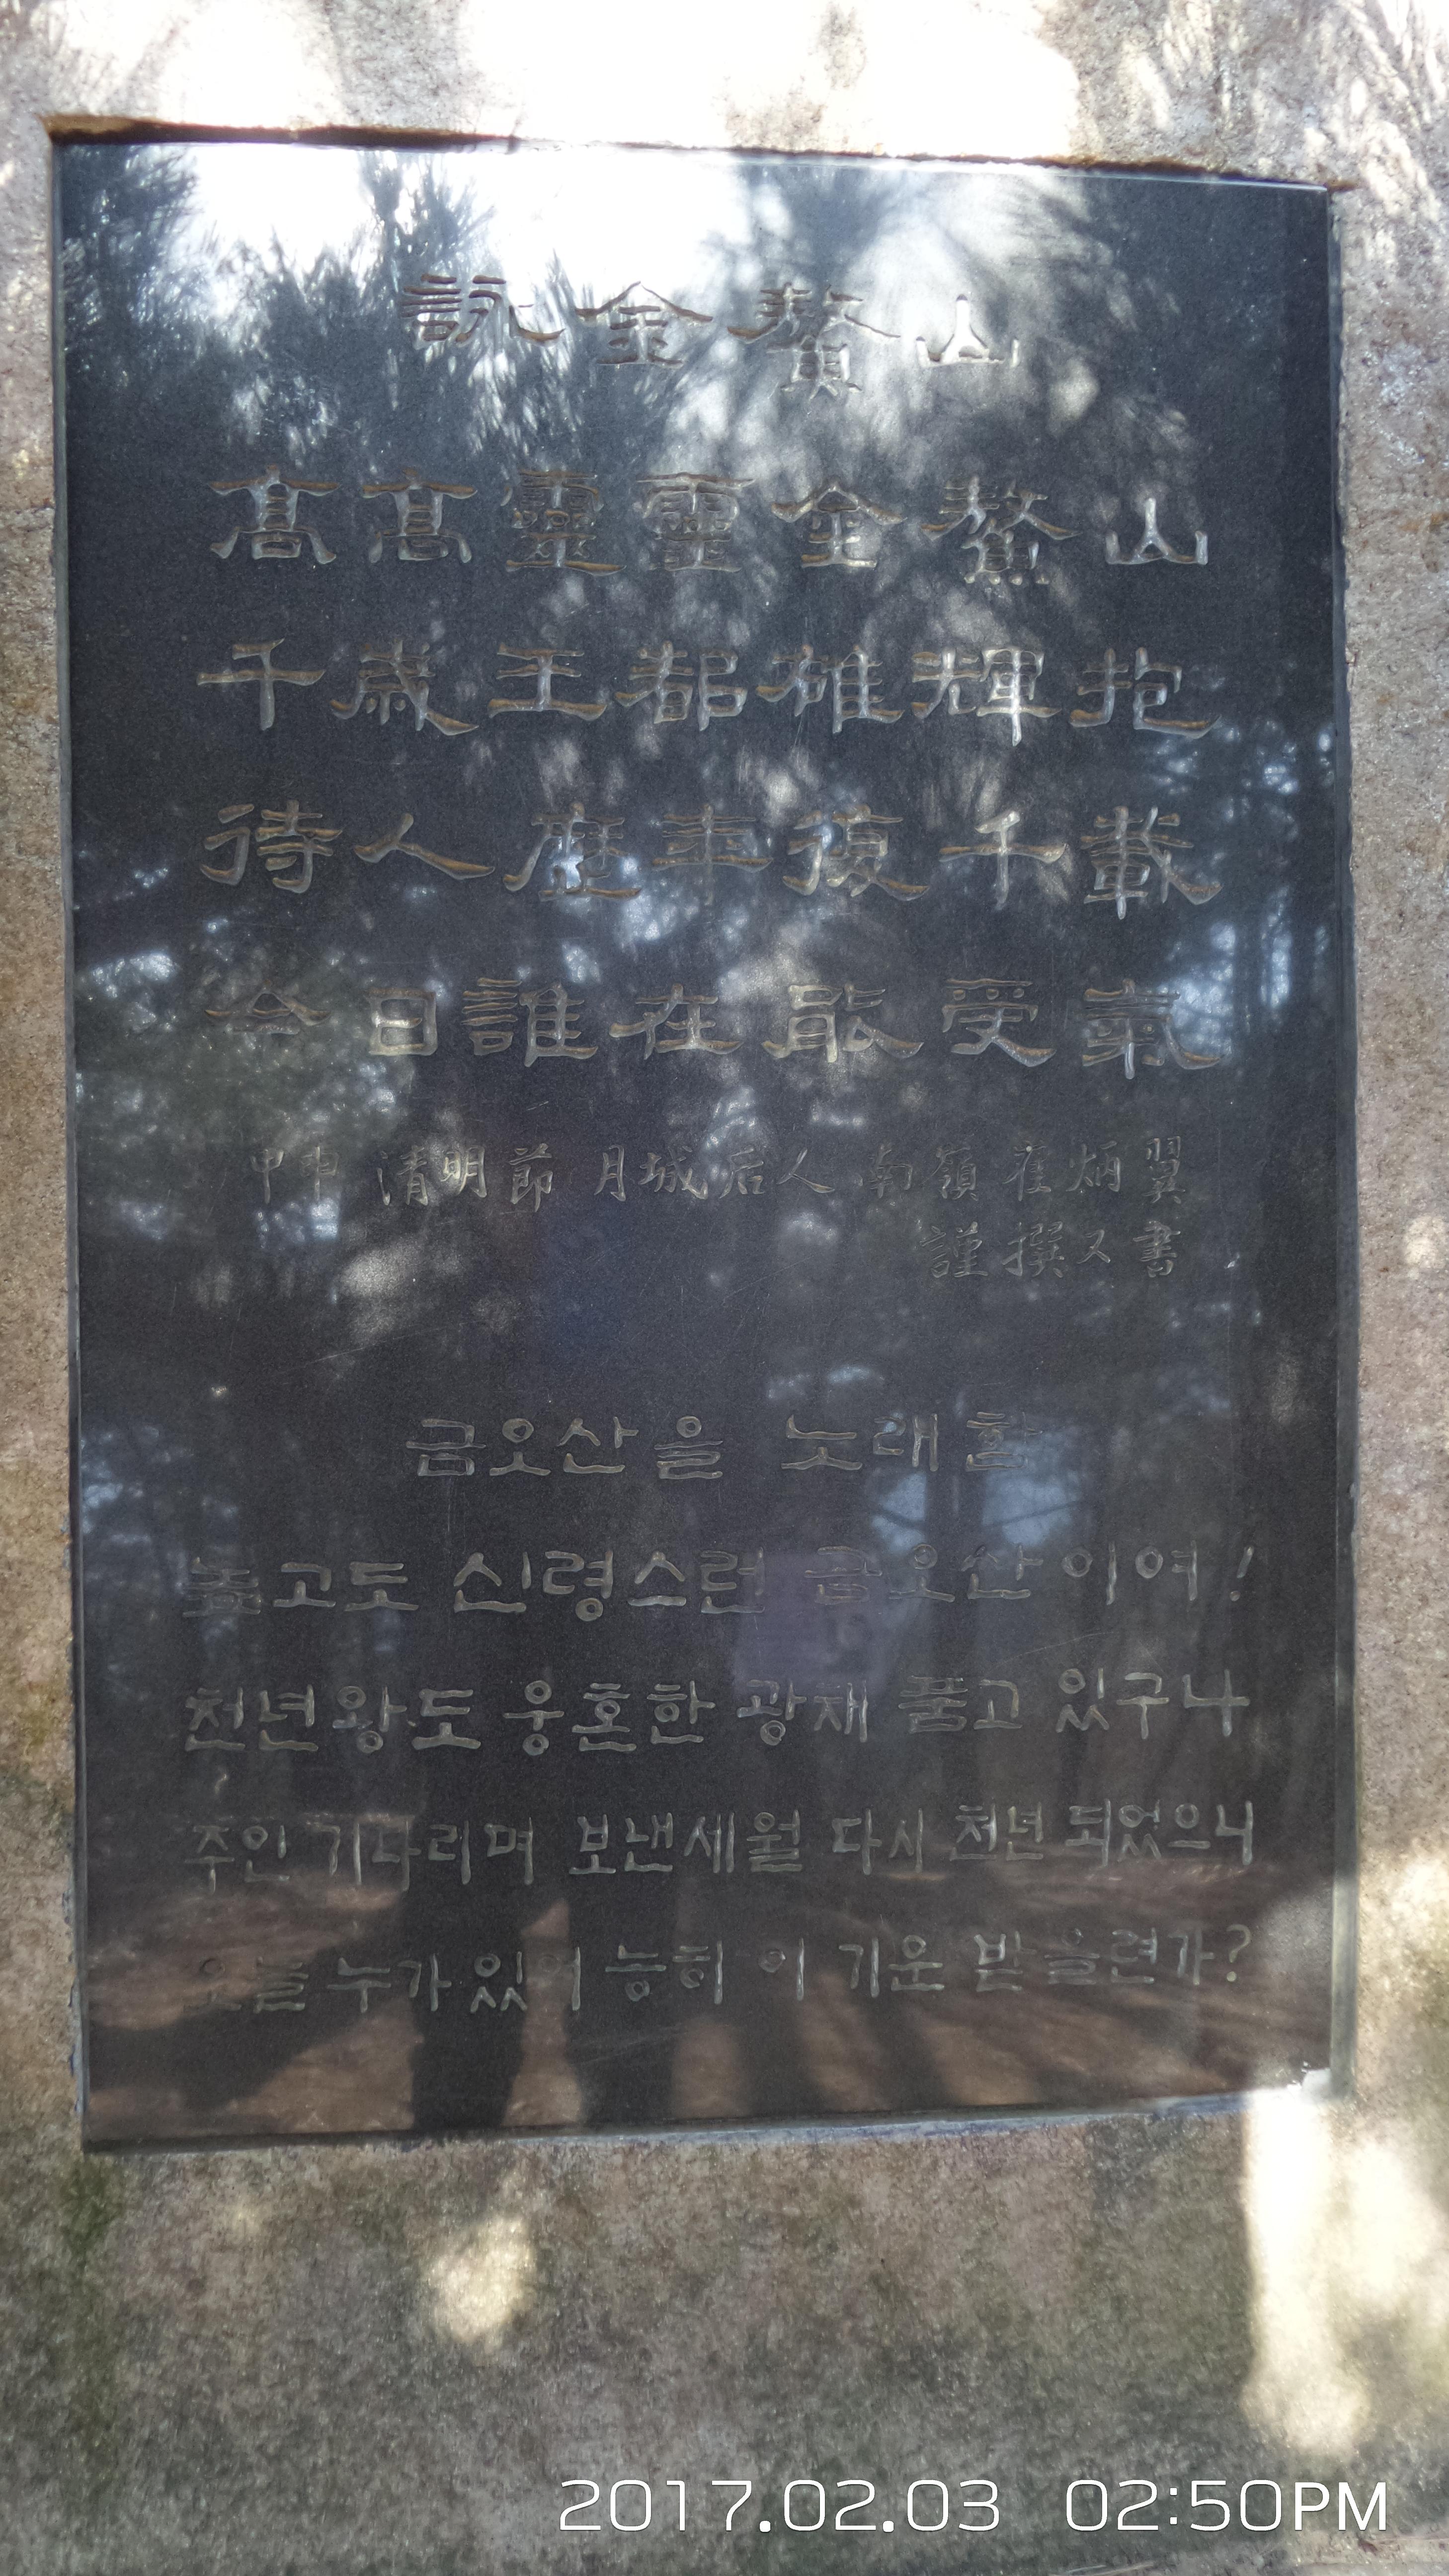 詠金鰲山
高高靈靈金鰲山
千歲王都雄輝抱
待人歷年復千載
今日誰在能受氣
甲申 淸明節 月城后人 南嶺 崔炳翼
謹撰又書
금오산을 노래함
높고도 신령스런 금오산이여!
천년왕도 웅혼한 광채 품고 있구나
주인 기다리며 보낸세월 다시 천년 되었으니
오늘 누가 있어 능히 이 기운 받을련가?
2017.02.03 02:50PM